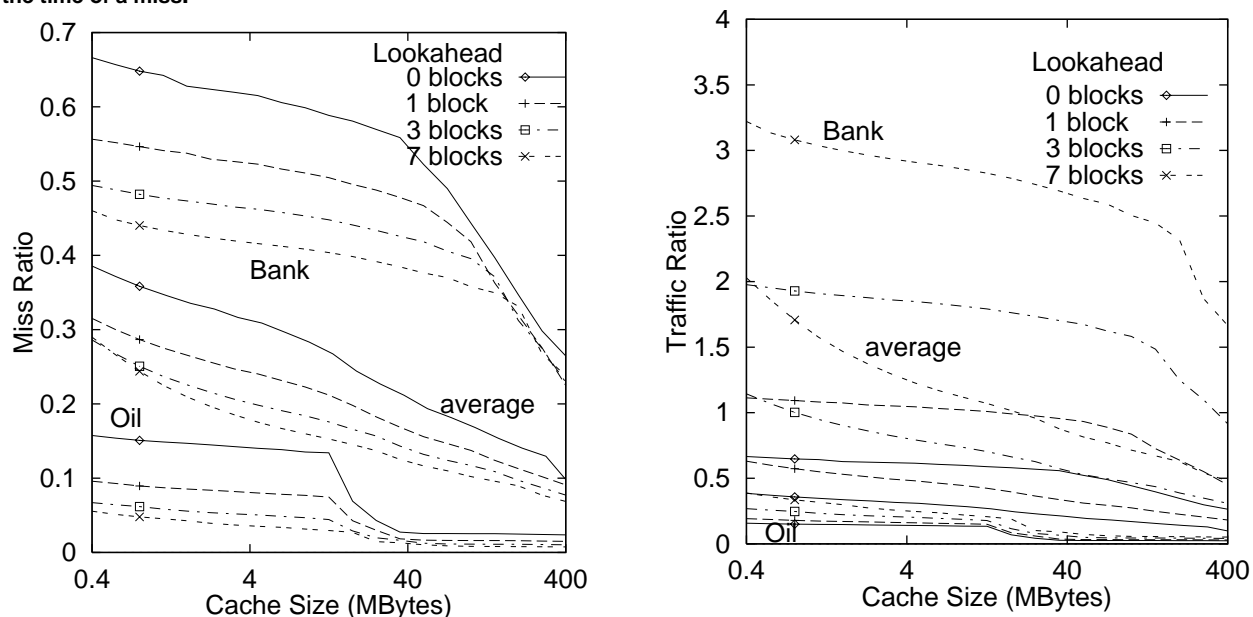 the time of a miss.
0.7
0.6
0.5
0.4
0.3
0.2
0.1
0
Miss Ratio
Lookahead
0 blocks
1 block
3 blocks
7 blocks
Bank
average
Oil
0.4
4
40
400
Cache Size (MBytes)
4
3.5
3
2.5
2
1.5
1
0.5
0
Traffic Ratio
Lookahead
0 blocks
1 block
3 blocks
7 blocks
Bank
average
Oil
0.4
4
40
400
Cache Size (MBytes)